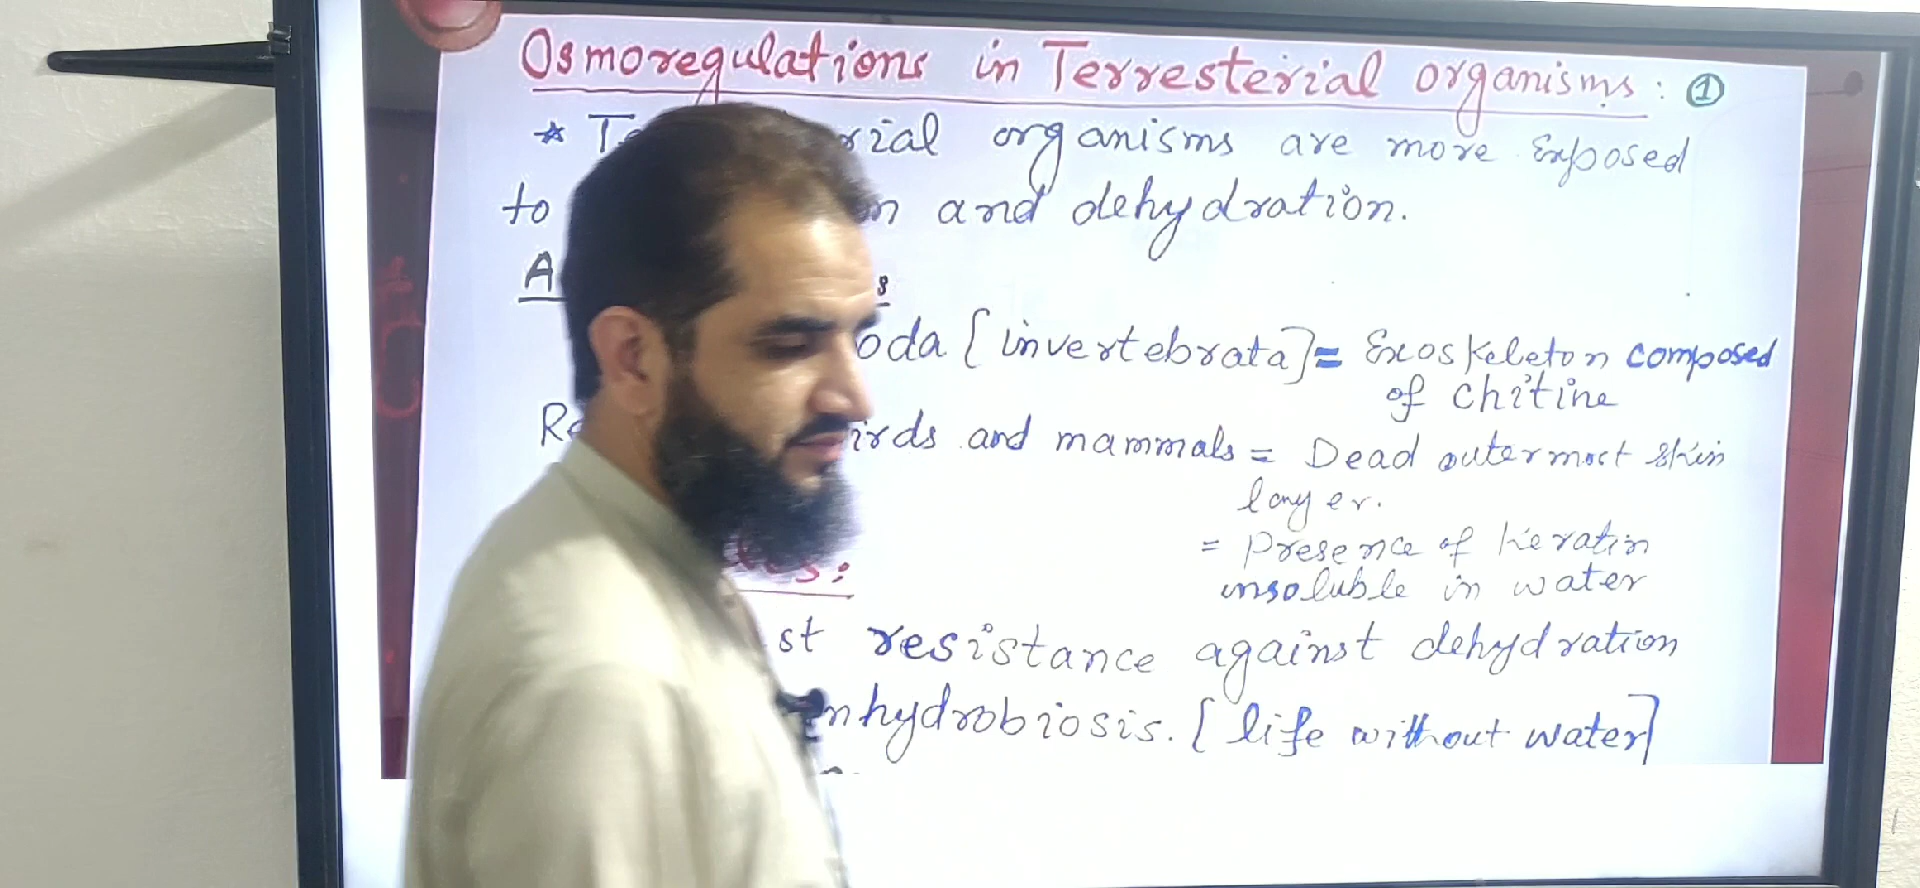 Osmoregulations in Terresterial organisms: ①
* rial organisms are more Exposed
to and dehydration.
A s
oda [invertebrata] = Exoskeleton composed
of chitine
Re irds and mammals = Dead outermost skin
layer.
= Presence of keratin
insoluble in water
st resistance against dehydration
nhydrobiosis. [life without water]